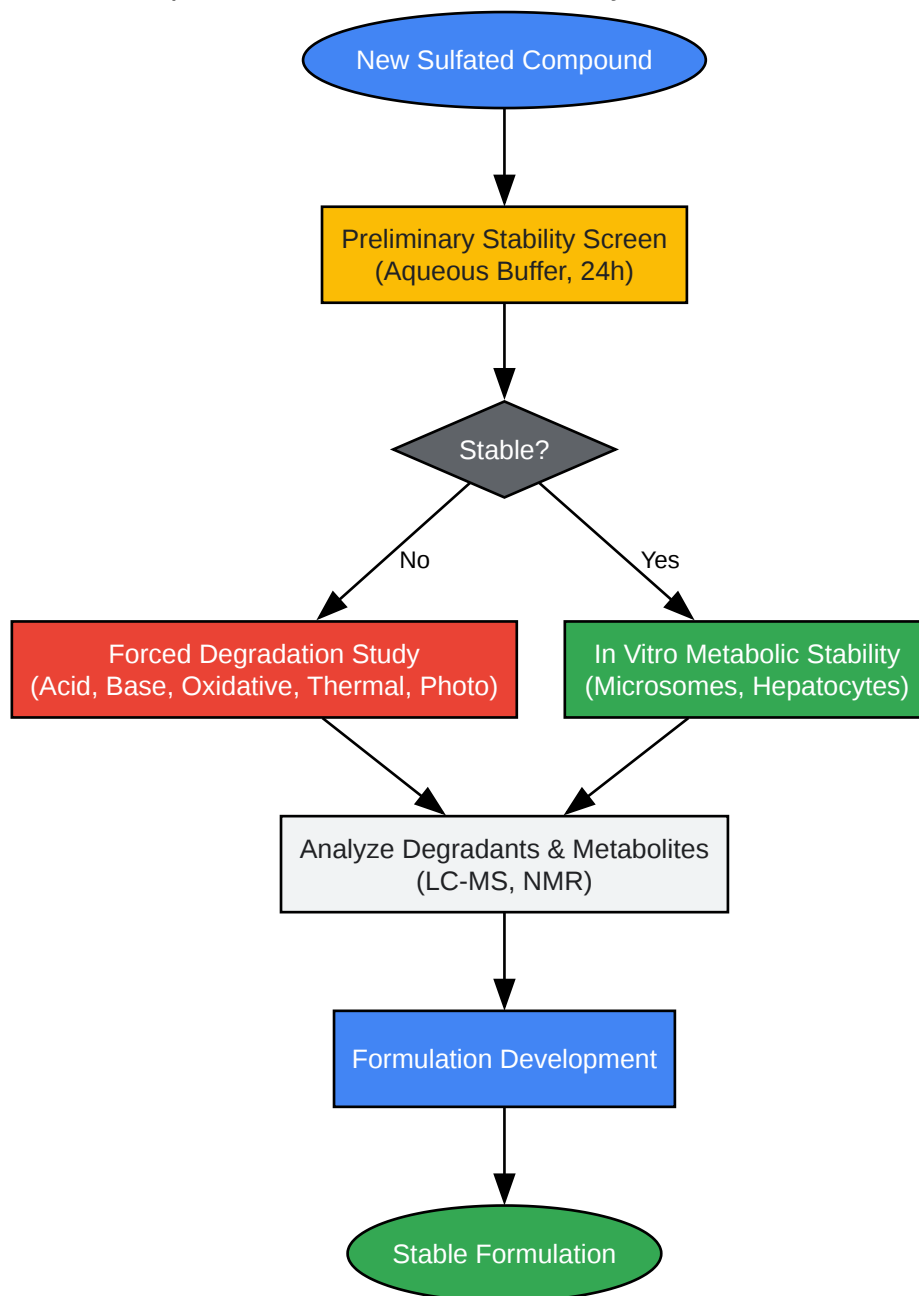 New Sulfated Compound
Preliminary Stability Screen
(Aqueous Buffer, 24h)
Stable?
No
Yes
Forced Degradation Study
(Acid, Base, Oxidative, Thermal, Photo)
In Vitro Metabolic Stability
(Microsomes, Hepatocytes)
Analyze Degradants & Metabolites
(LC-MS, NMR)
Formulation Development
Stable Formulation